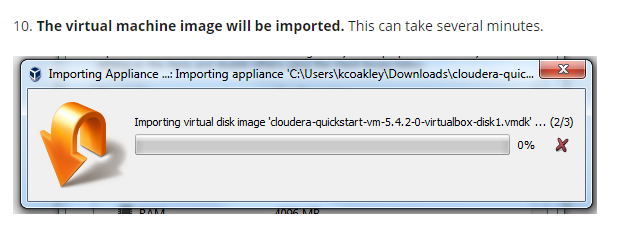 10. The virtual machine image will be imported. This can take several minutes.
Importing Appliance ...: Importing appliance 'C:\Users\kcoakley\Downloads\cloudera-quic...
Importing virtual disk image 'cloudera-quickstart-vm-5.4.2-0-virtualbox-disk1.vmdk' ... (2/3)
0%
RAM 4096 MB